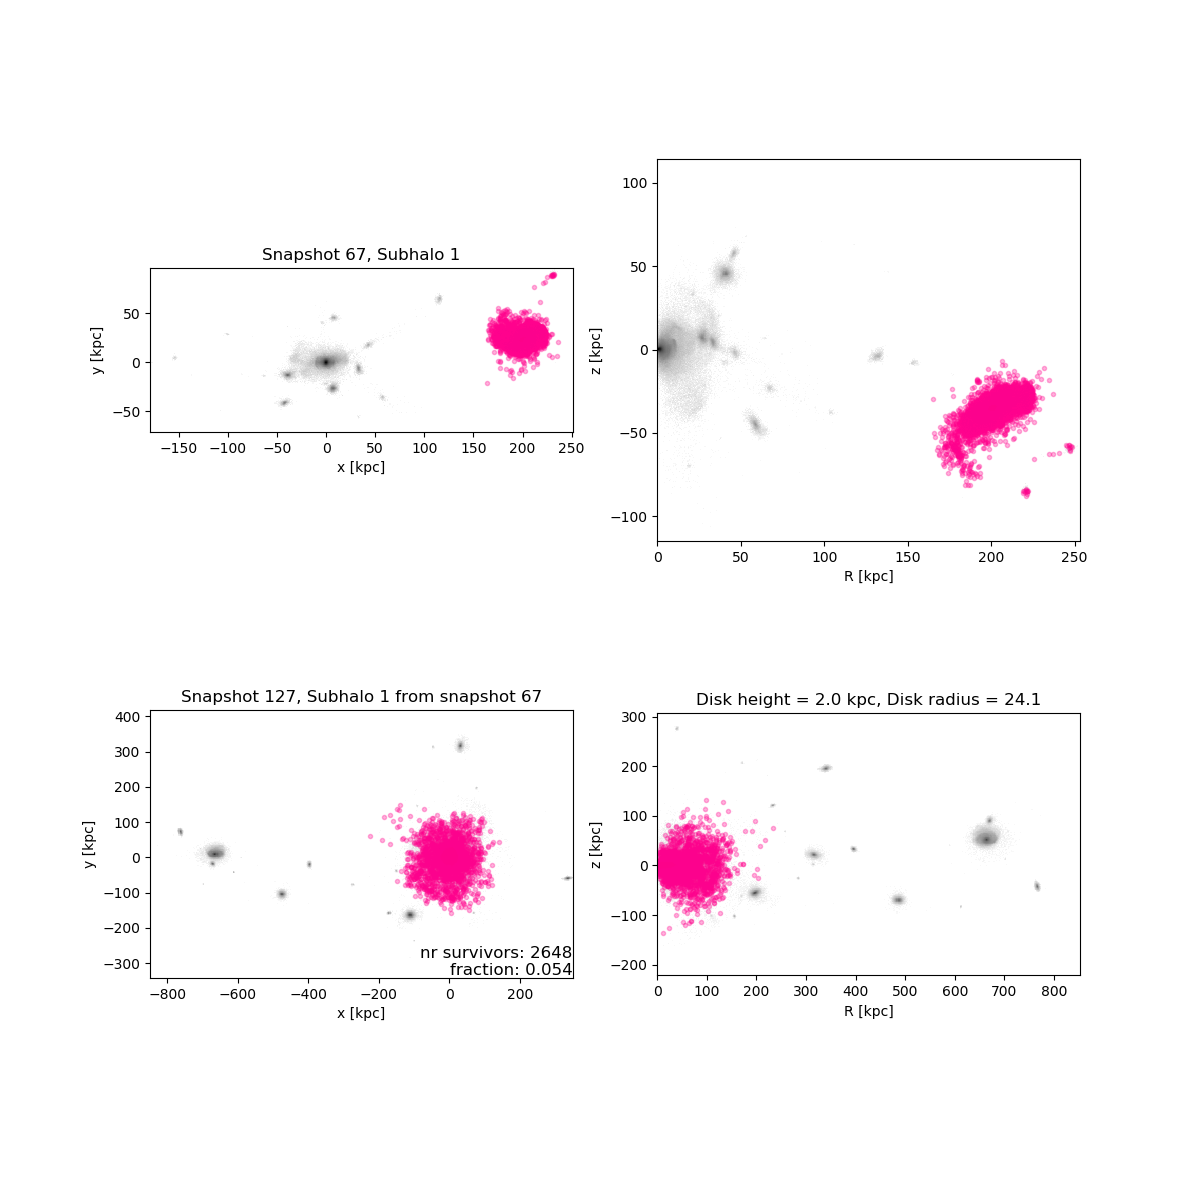 Snapshot 67, Subhalo 1
50
0
−50
y [kpc]
−150 −100 −50 0 50 100 150 200 250
x [kpc]
100
50
0
−50
−100
z [kpc]
0 50 100 150 200 250
R [kpc]
Snapshot 127, Subhalo 1 from snapshot 67
400
300
200
100
0
−100
−200
−300
y [kpc]
nr survivors: 2648
fraction: 0.054
−800 −600 −400 −200 0 200
x [kpc]
Disk height = 2.0 kpc, Disk radius = 24.1
300
200
100
0
−100
−200
z [kpc]
0 100 200 300 400 500 600 700 800
R [kpc]